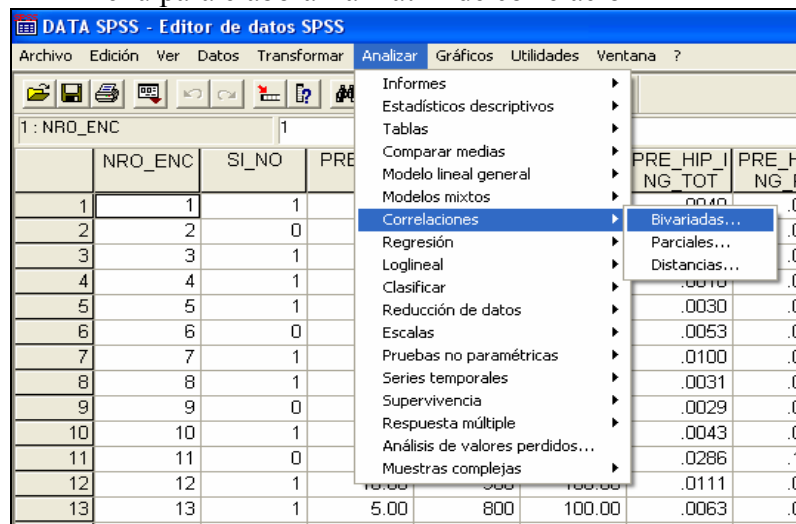 DATA SPSS - Editor de datos SPSS
Archivo Edición Ver Datos Transformar Analizar Gráficos Utilidades Ventana ?
1 : NRO_ENC 1
NRO_ENC SI_NO PRE PRE_HIP_I NG_TOT
Informes
Estadísticos descriptivos
Tablas
Comparar medias
Modelo lineal general
Modelos mixtos
Correlaciones
Regresión
Loglineal
Clasificar
Reducción de datos
Escalas
Pruebas no paramétricas
Series temporales
Supervivencia
Respuesta múltiple
Análisis de valores perdidos...
Muestras complejas
Bivariadas...
Parciales...
Distancias...
1 1 1
2 2 0
3 3 1
4 4 1
5 5 1 .0030
6 6 0 .0053
7 7 1 .0100
8 8 1 .0031
9 9 0 .0029
10 10 1 .0043
11 11 0 .0286
12 12 1 .0111
13 13 1 5.00 800 100.00 .0063